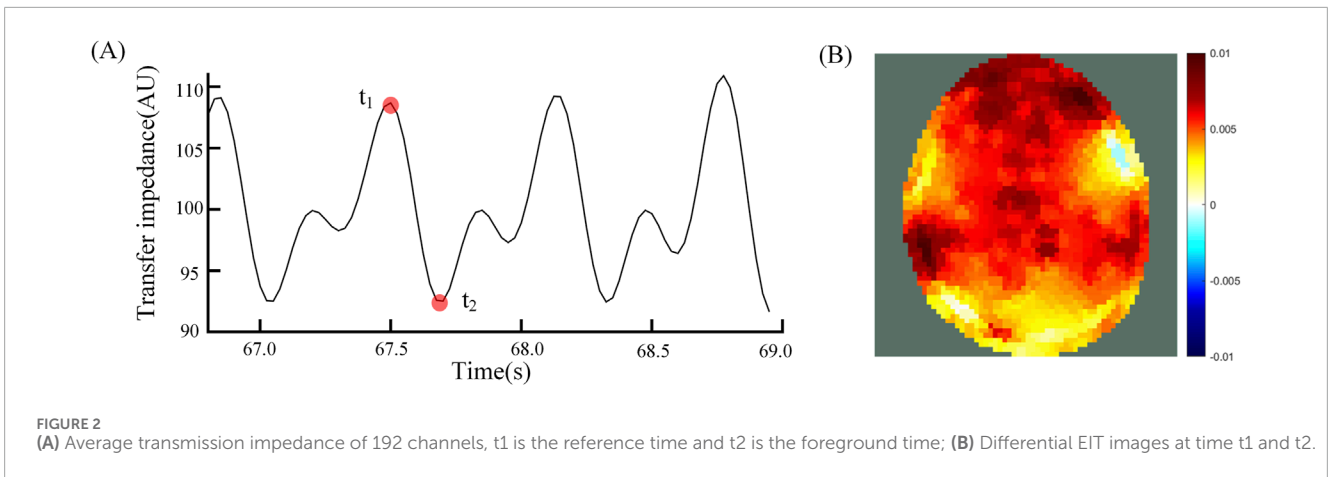 (A)
Transfer impedance(AU)
110
105
100
95
90
t1
t2
67.0
67.5
68.0
68.5
69.0
Time(s)
(B)
0.01
0.005
0
-0.005
-0.01
FIGURE 2
(A) Average transmission impedance of 192 channels, t1 is the reference time and t2 is the foreground time; (B) Differential EIT images at time t1 and t2.